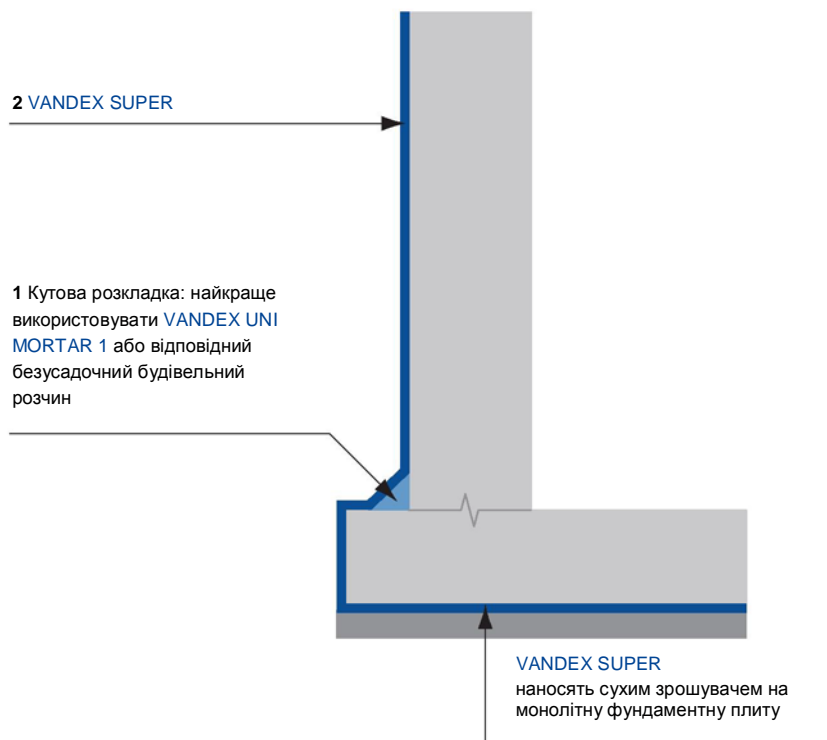 2 VANDEX SUPER
1 Кутова розкладка: найкраще
використовувати VANDEX UNI
MORTAR 1 або відповідний
безусадочний будівельний
розчин
VANDEX SUPER
наносять сухим зрошувачем на
монолітну фундаментну плиту